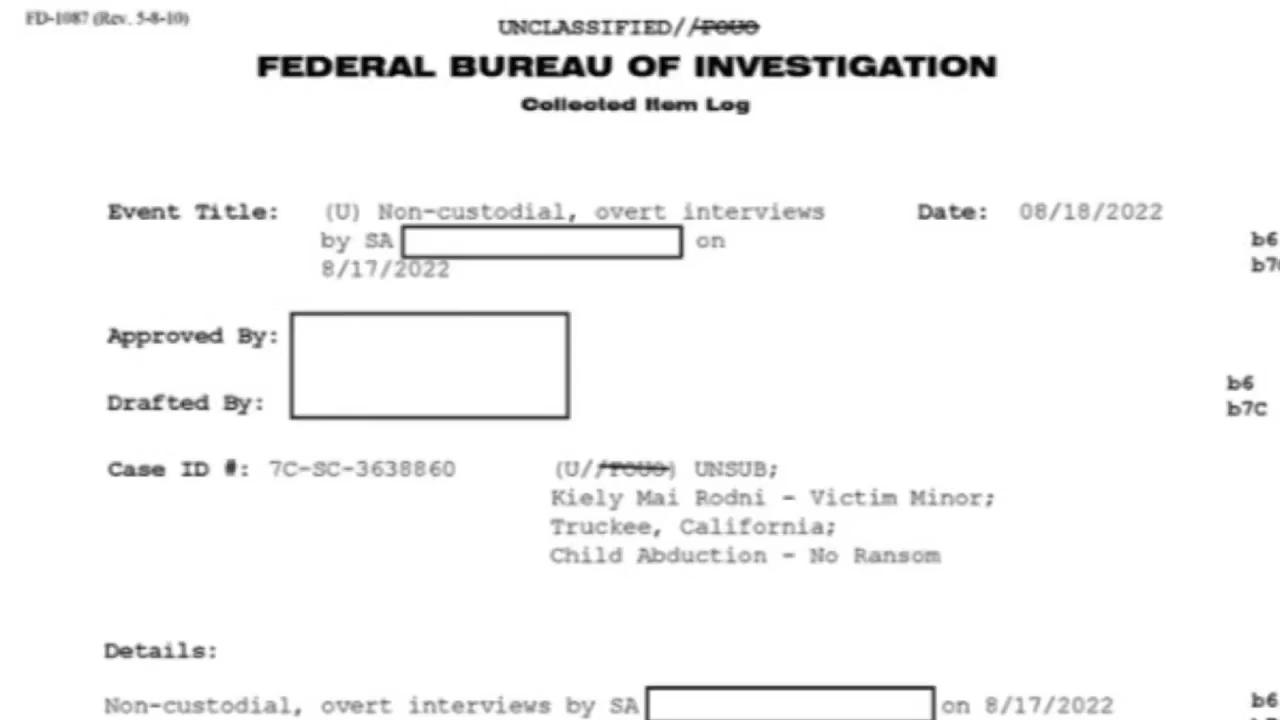 FD-1087 (Rev. 5-8-10)
UNCLASSIFIED//FOUO
FEDERAL BUREAU OF INVESTIGATION
Collected Item Log
Event Title: (U) Non-custodial, overt interviews Date: 08/18/2022
by SA on b6
8/17/2022 b7
Approved By:
b6
Drafted By: b7C
Case ID #: 7C-SC-3638860 (U//FOUO) UNSUB;
Kiely Mai Rodni - Victim Minor;
Truckee, California;
Child Abduction - No Ransom
Details:
Non-custodial, overt interviews by SA on 8/17/2022 b6